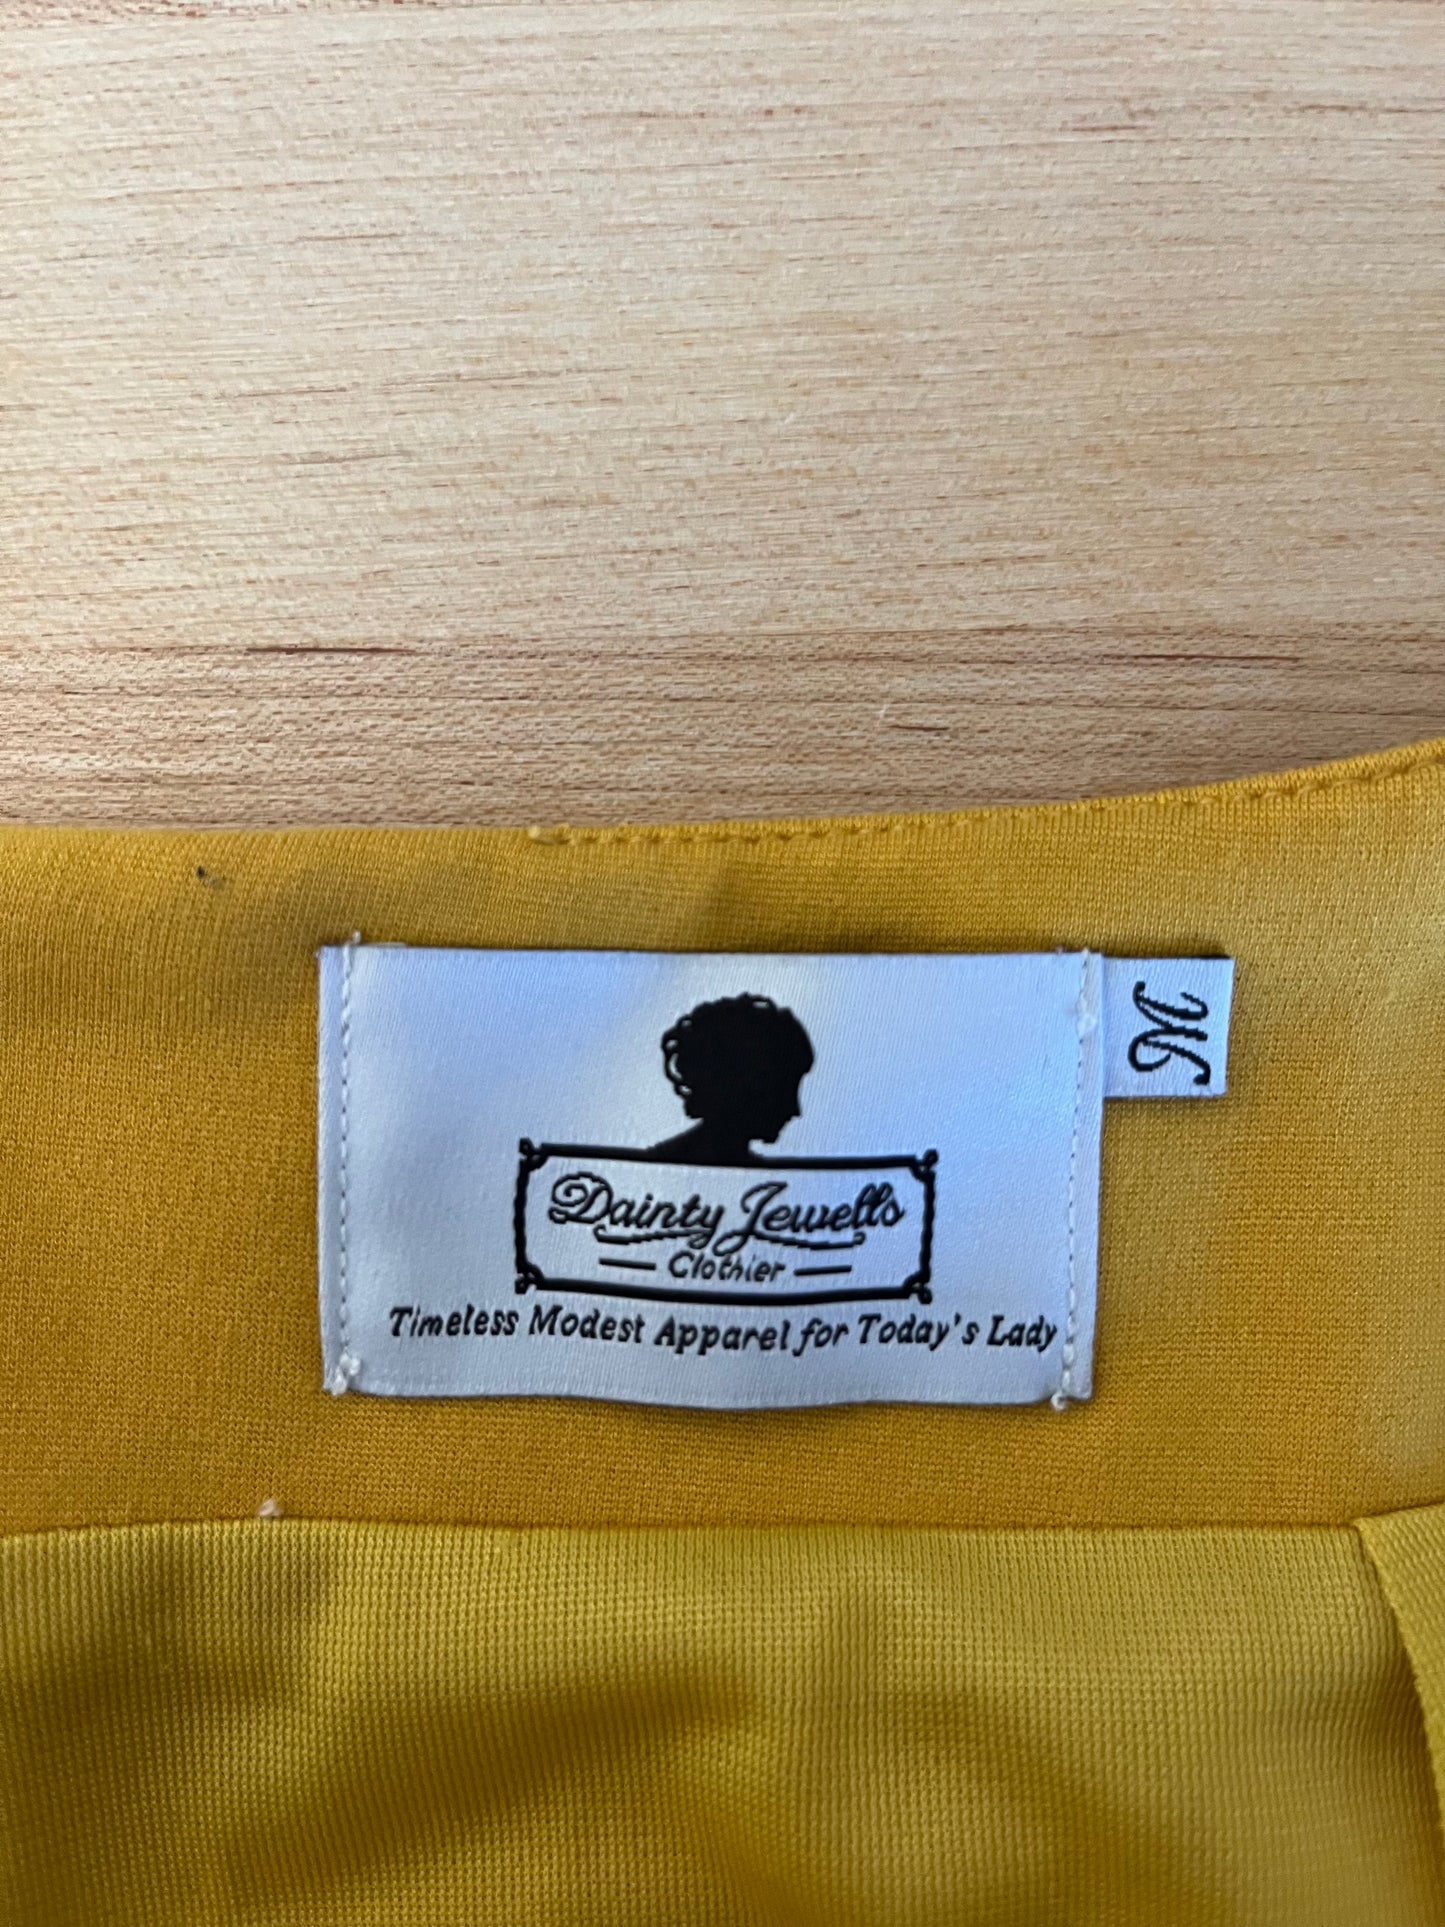 Dainty Jewells
Clothier
Timeless Modest Apparel for Today's Lady
M